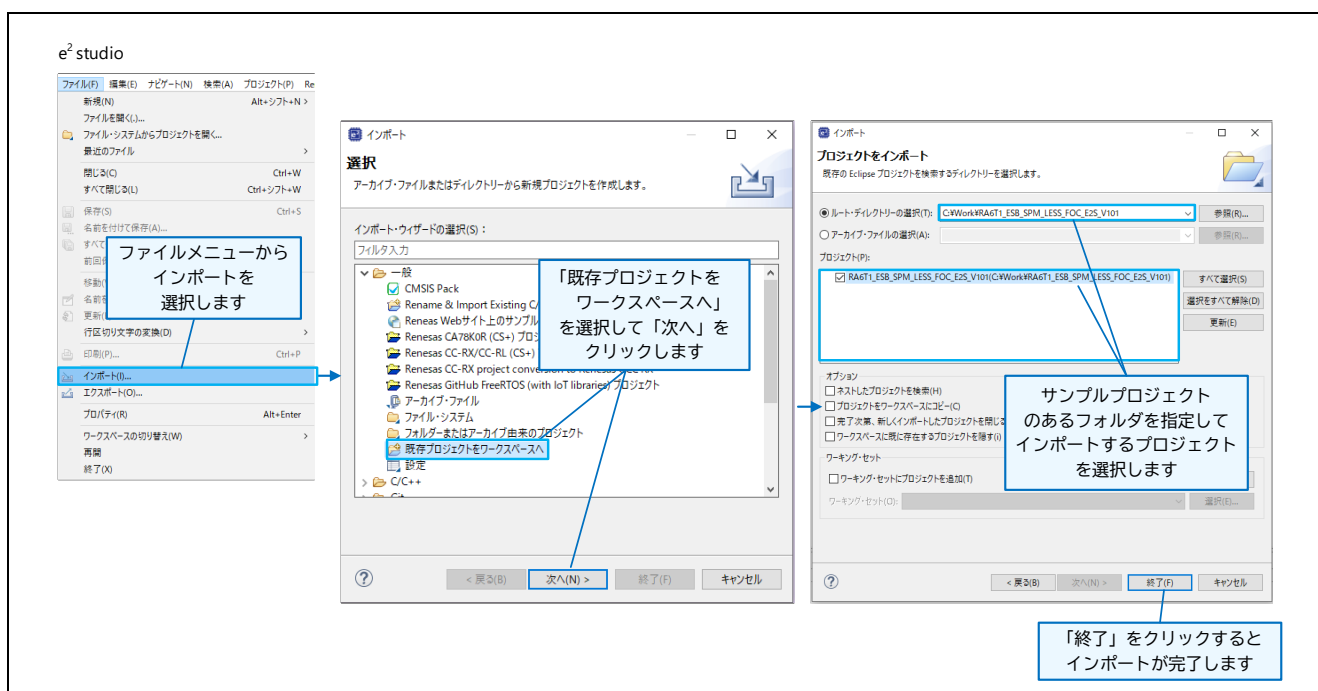 e² studio
ファイル(F) 編集(E) ナビゲート(N) 検索(A) プロジェクト(P) Re
新規(N) Alt+シフト+N >
ファイルを開く(.)...
ファイル・システムからプロジェクトを開く...
最近のファイル >
閉じる(C) Ctrl+W
すべて閉じる(L) Ctrl+シフト+W
保存(S) Ctrl+S
名前を付けて保存(A)...
すべて
前回
移動(
名前を
更新(
行区切り文字の変換(D) >
印刷(P)... Ctrl+P
インポート(I)...
エクスポート(O)...
プロパティ(R) Alt+Enter
ワークスペースの切り替え(W) >
再開
終了(X)
ファイルメニューから
インポートを
選択します
インポート
選択
アーカイブ・ファイルまたはディレクトリーから新規プロジェクトを作成します。
インポート・ウィザードの選択(S)：
フィルタ入力
一般
CMSIS Pack
Rename & Import Existing C/
Reneas Webサイト上のサンプル
Renesas CA78K0R (CS+) プロジ
Renesas CC-RX/CC-RL (CS+)
Renesas CC-RX project conversion to Renesas
Renesas GitHub FreeRTOS (with IoT libraries) プロジェクト
アーカイブ・ファイル
ファイル・システム
フォルダーまたはアーカイブ由来のプロジェクト
既存プロジェクトをワークスペースへ
設定
> C/C++
> Git
「既存プロジェクトを
ワークスペースへ」
を選択して「次へ」を
クリックします
? < 戻る(B) 次へ(N) > 終了(F) キャンセル
インポート
プロジェクトをインポート
既存の Eclipse プロジェクトを検索するディレクトリーを選択します。
ルート・ディレクトリーの選択(T): C:¥Work¥RA6T1_ESB_SPM_LESS_FOC_E2S_V101 参照(R)...
アーカイブ・ファイルの選択(A): 参照(R)...
プロジェクト(P):
RA6T1_ESB_SPM_LESS_FOC_E2S_V101(C:¥Work¥RA6T1_ESB_SPM_LESS_FOC_E2S_V101) すべて選択(S)
選択をすべて解除(D)
更新(E)
オプション
ネストしたプロジェクトを検索(H)
プロジェクトをワークスペースにコピー(C)
完了次第、新しくインポートしたプロジェクトを閉じる
ワークスペースに既に存在するプロジェクトを隠す(i)
ワーキング・セット
ワーキング・セットにプロジェクトを追加(T)
ワーキング・セット(O): 選択(E)...
サンプルプロジェクト
のあるフォルダを指定して
インポートするプロジェクト
を選択します
? < 戻る(B) 次へ(N) > 終了(F) キャンセル
「終了」をクリックすると
インポートが完了します